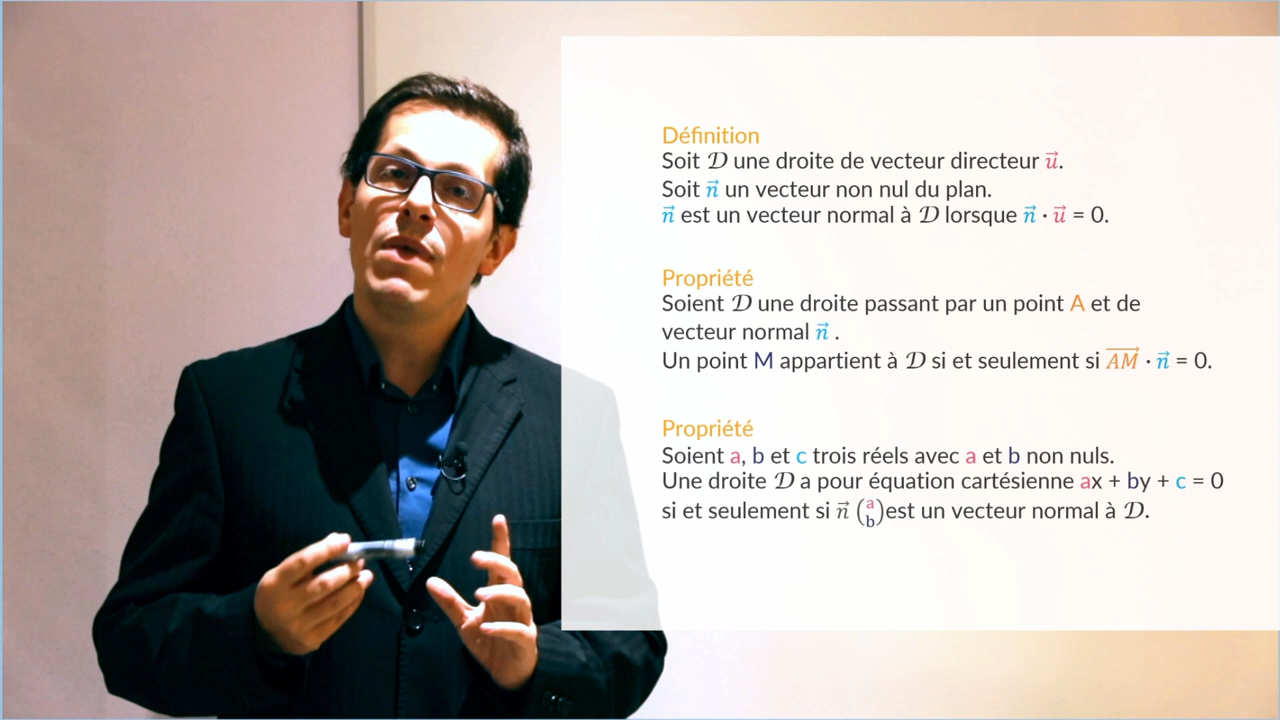 Définition
Soit 𝒟 une droite de vecteur directeur u⃗.
Soit n⃗ un vecteur non nul du plan.
n⃗ est un vecteur normal à 𝒟 lorsque n⃗ · u⃗ = 0.
Propriété
Soient 𝒟 une droite passant par un point A et de
vecteur normal n⃗ .
Un point M appartient à 𝒟 si et seulement si \overrightarrow{AM} · n⃗ = 0.
Propriété
Soient a, b et c trois réels avec a et b non nuls.
Une droite 𝒟 a pour équation cartésienne ax + by + c = 0
si et seulement si n⃗ (a b)est un vecteur normal à 𝒟.